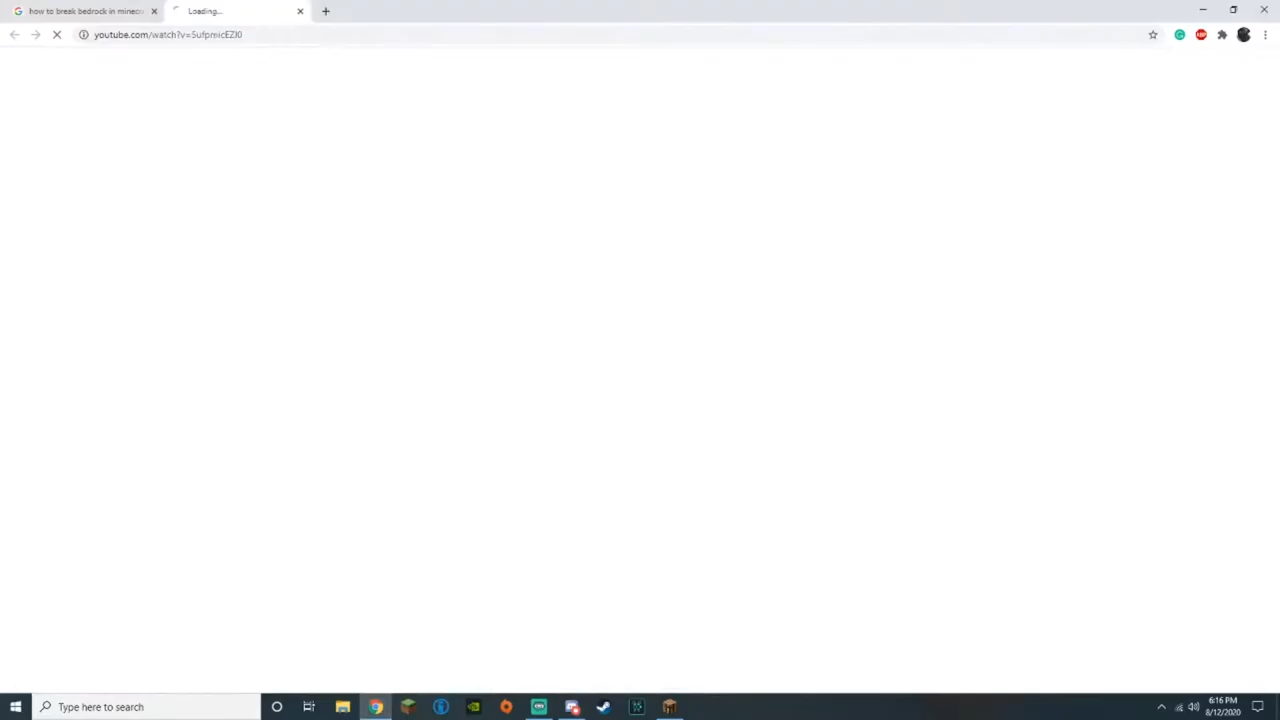 how to break bedrock in minecr
Loading...
youtube.com/watch?v=5ufpmicEZI0
ABP
Type here to search
6:16 PM
8/12/2020